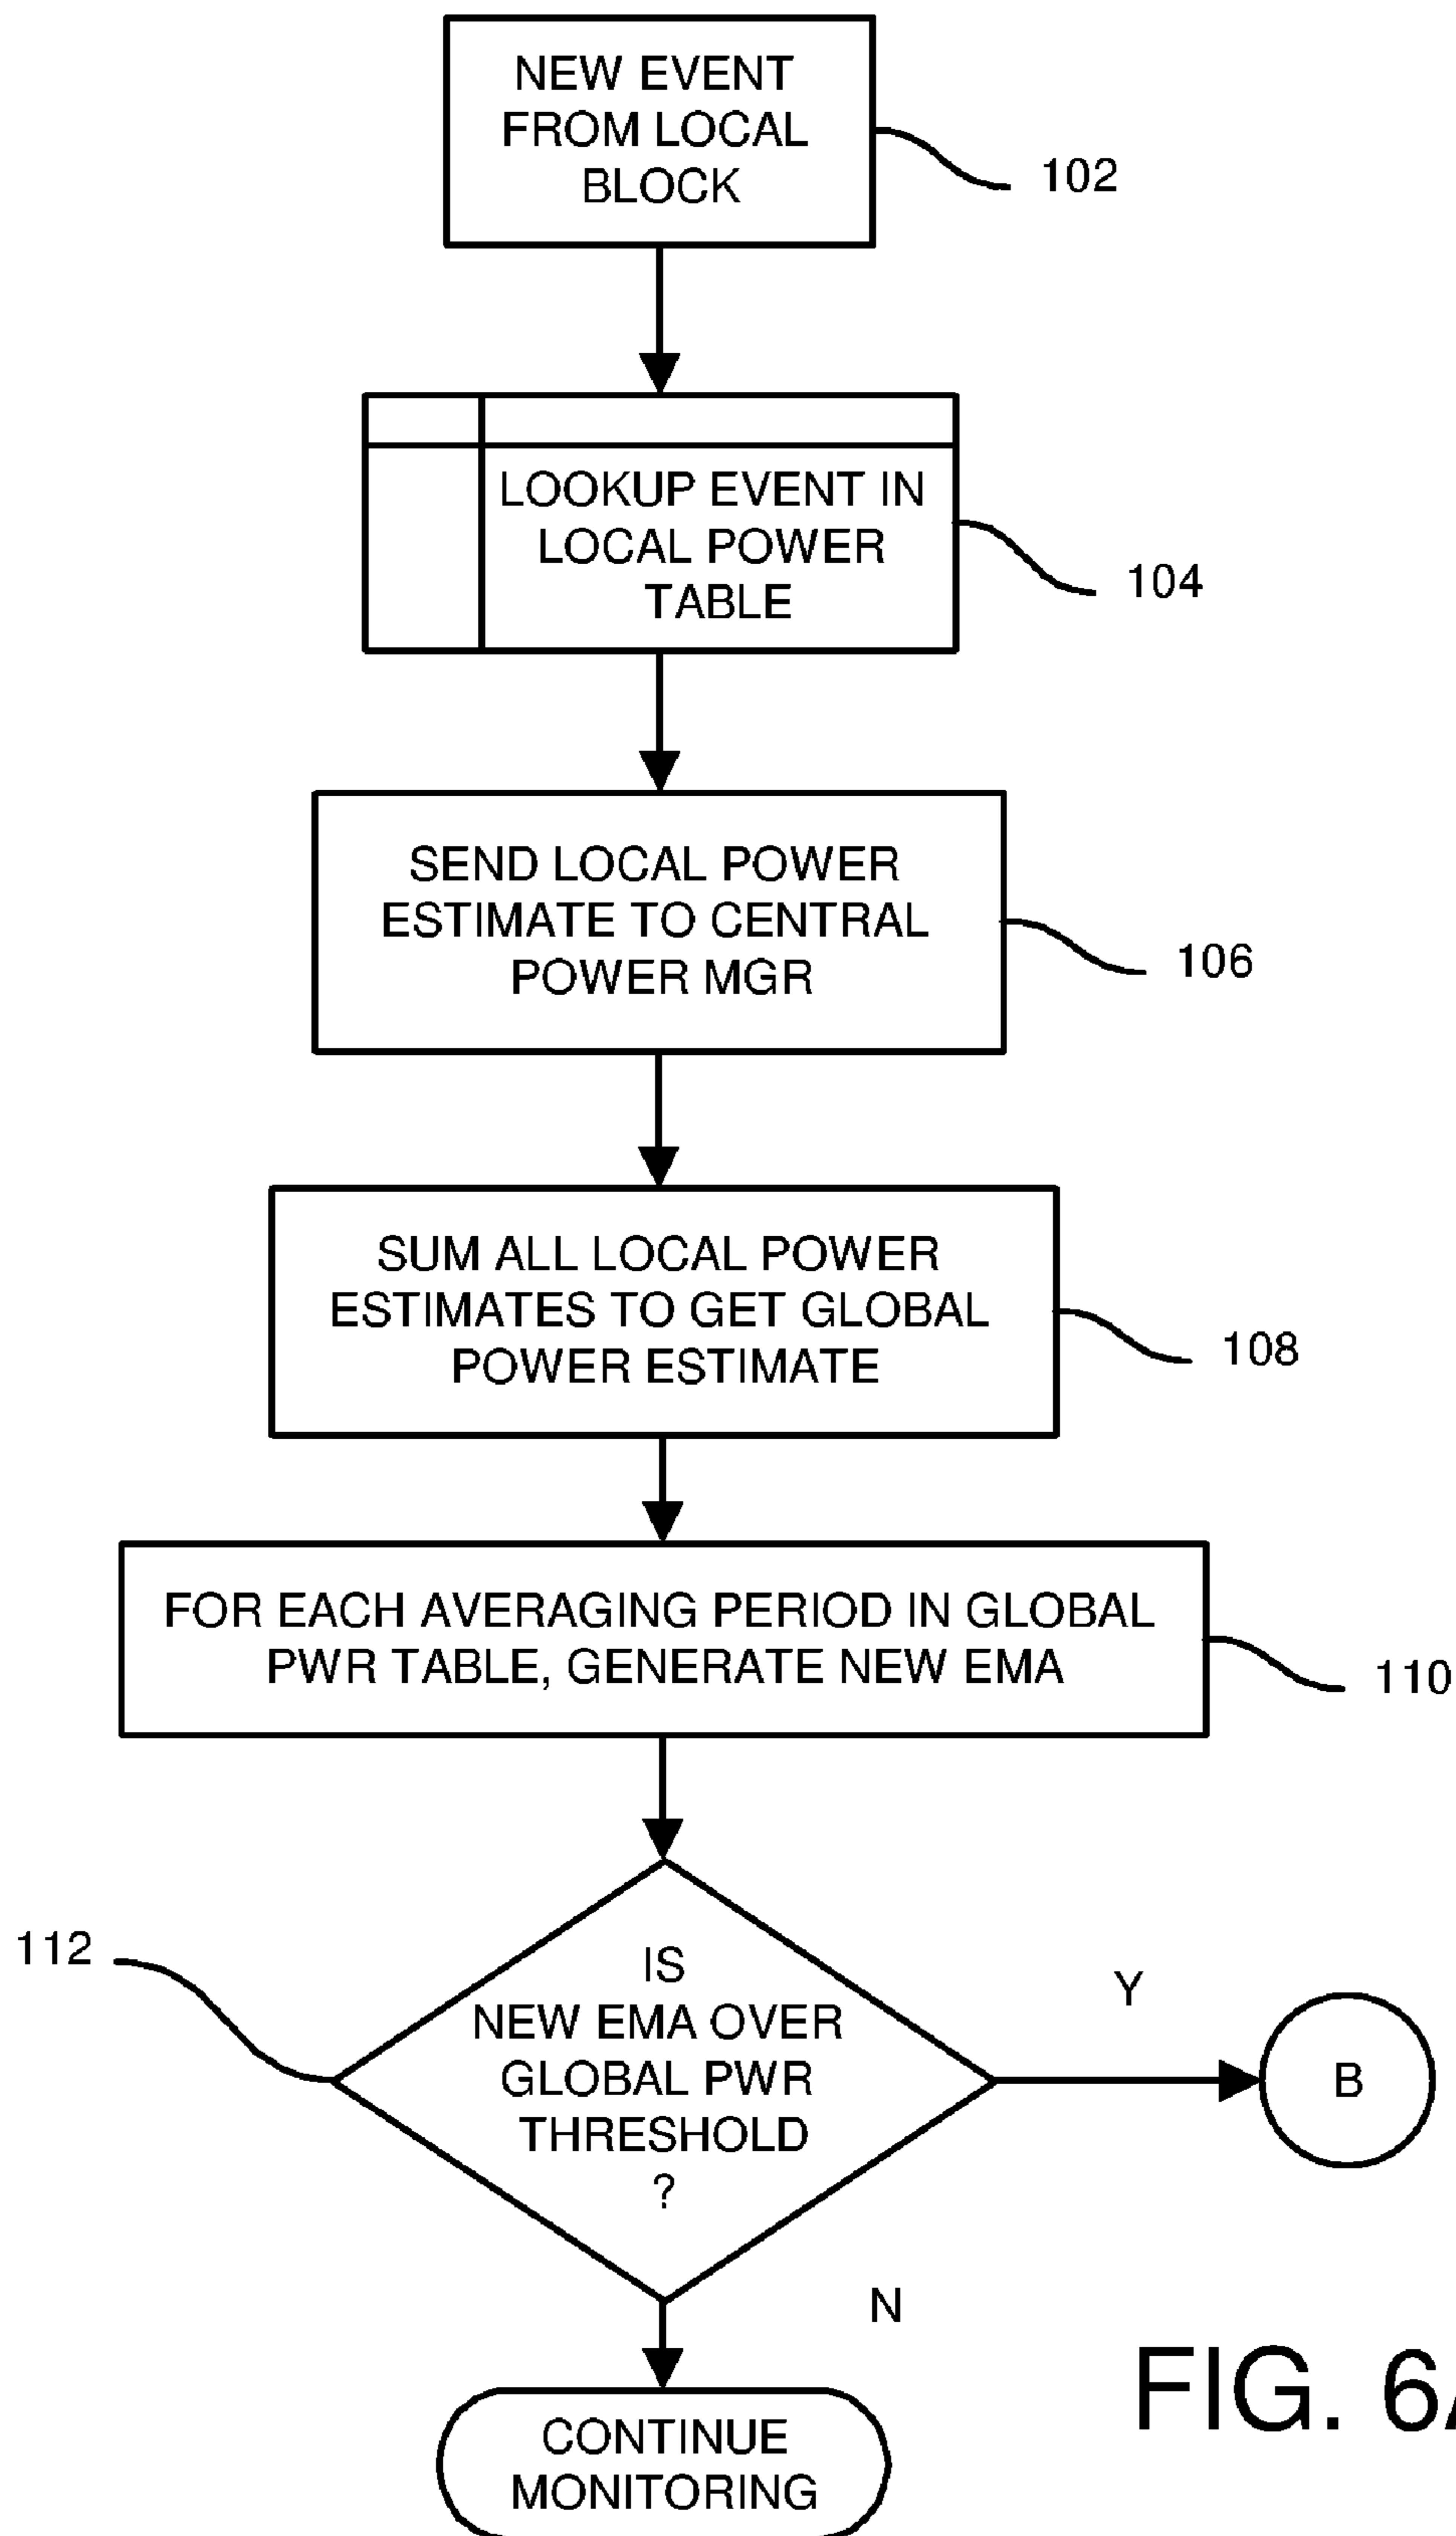 NEW EVENT
FROM LOCAL
BLOCK
102
LOOKUP EVENT IN
LOCAL POWER
TABLE
104
SEND LOCAL POWER
ESTIMATE TO CENTRAL
POWER MGR
106
SUM ALL LOCAL POWER
ESTIMATES TO GET GLOBAL
POWER ESTIMATE
108
FOR EACH AVERAGING PERIOD IN GLOBAL
PWR TABLE, GENERATE NEW EMA
110
112
IS
NEW EMA OVER
GLOBAL PWR
THRESHOLD
?
Y
B
N
CONTINUE
MONITORING
FIG. 6A